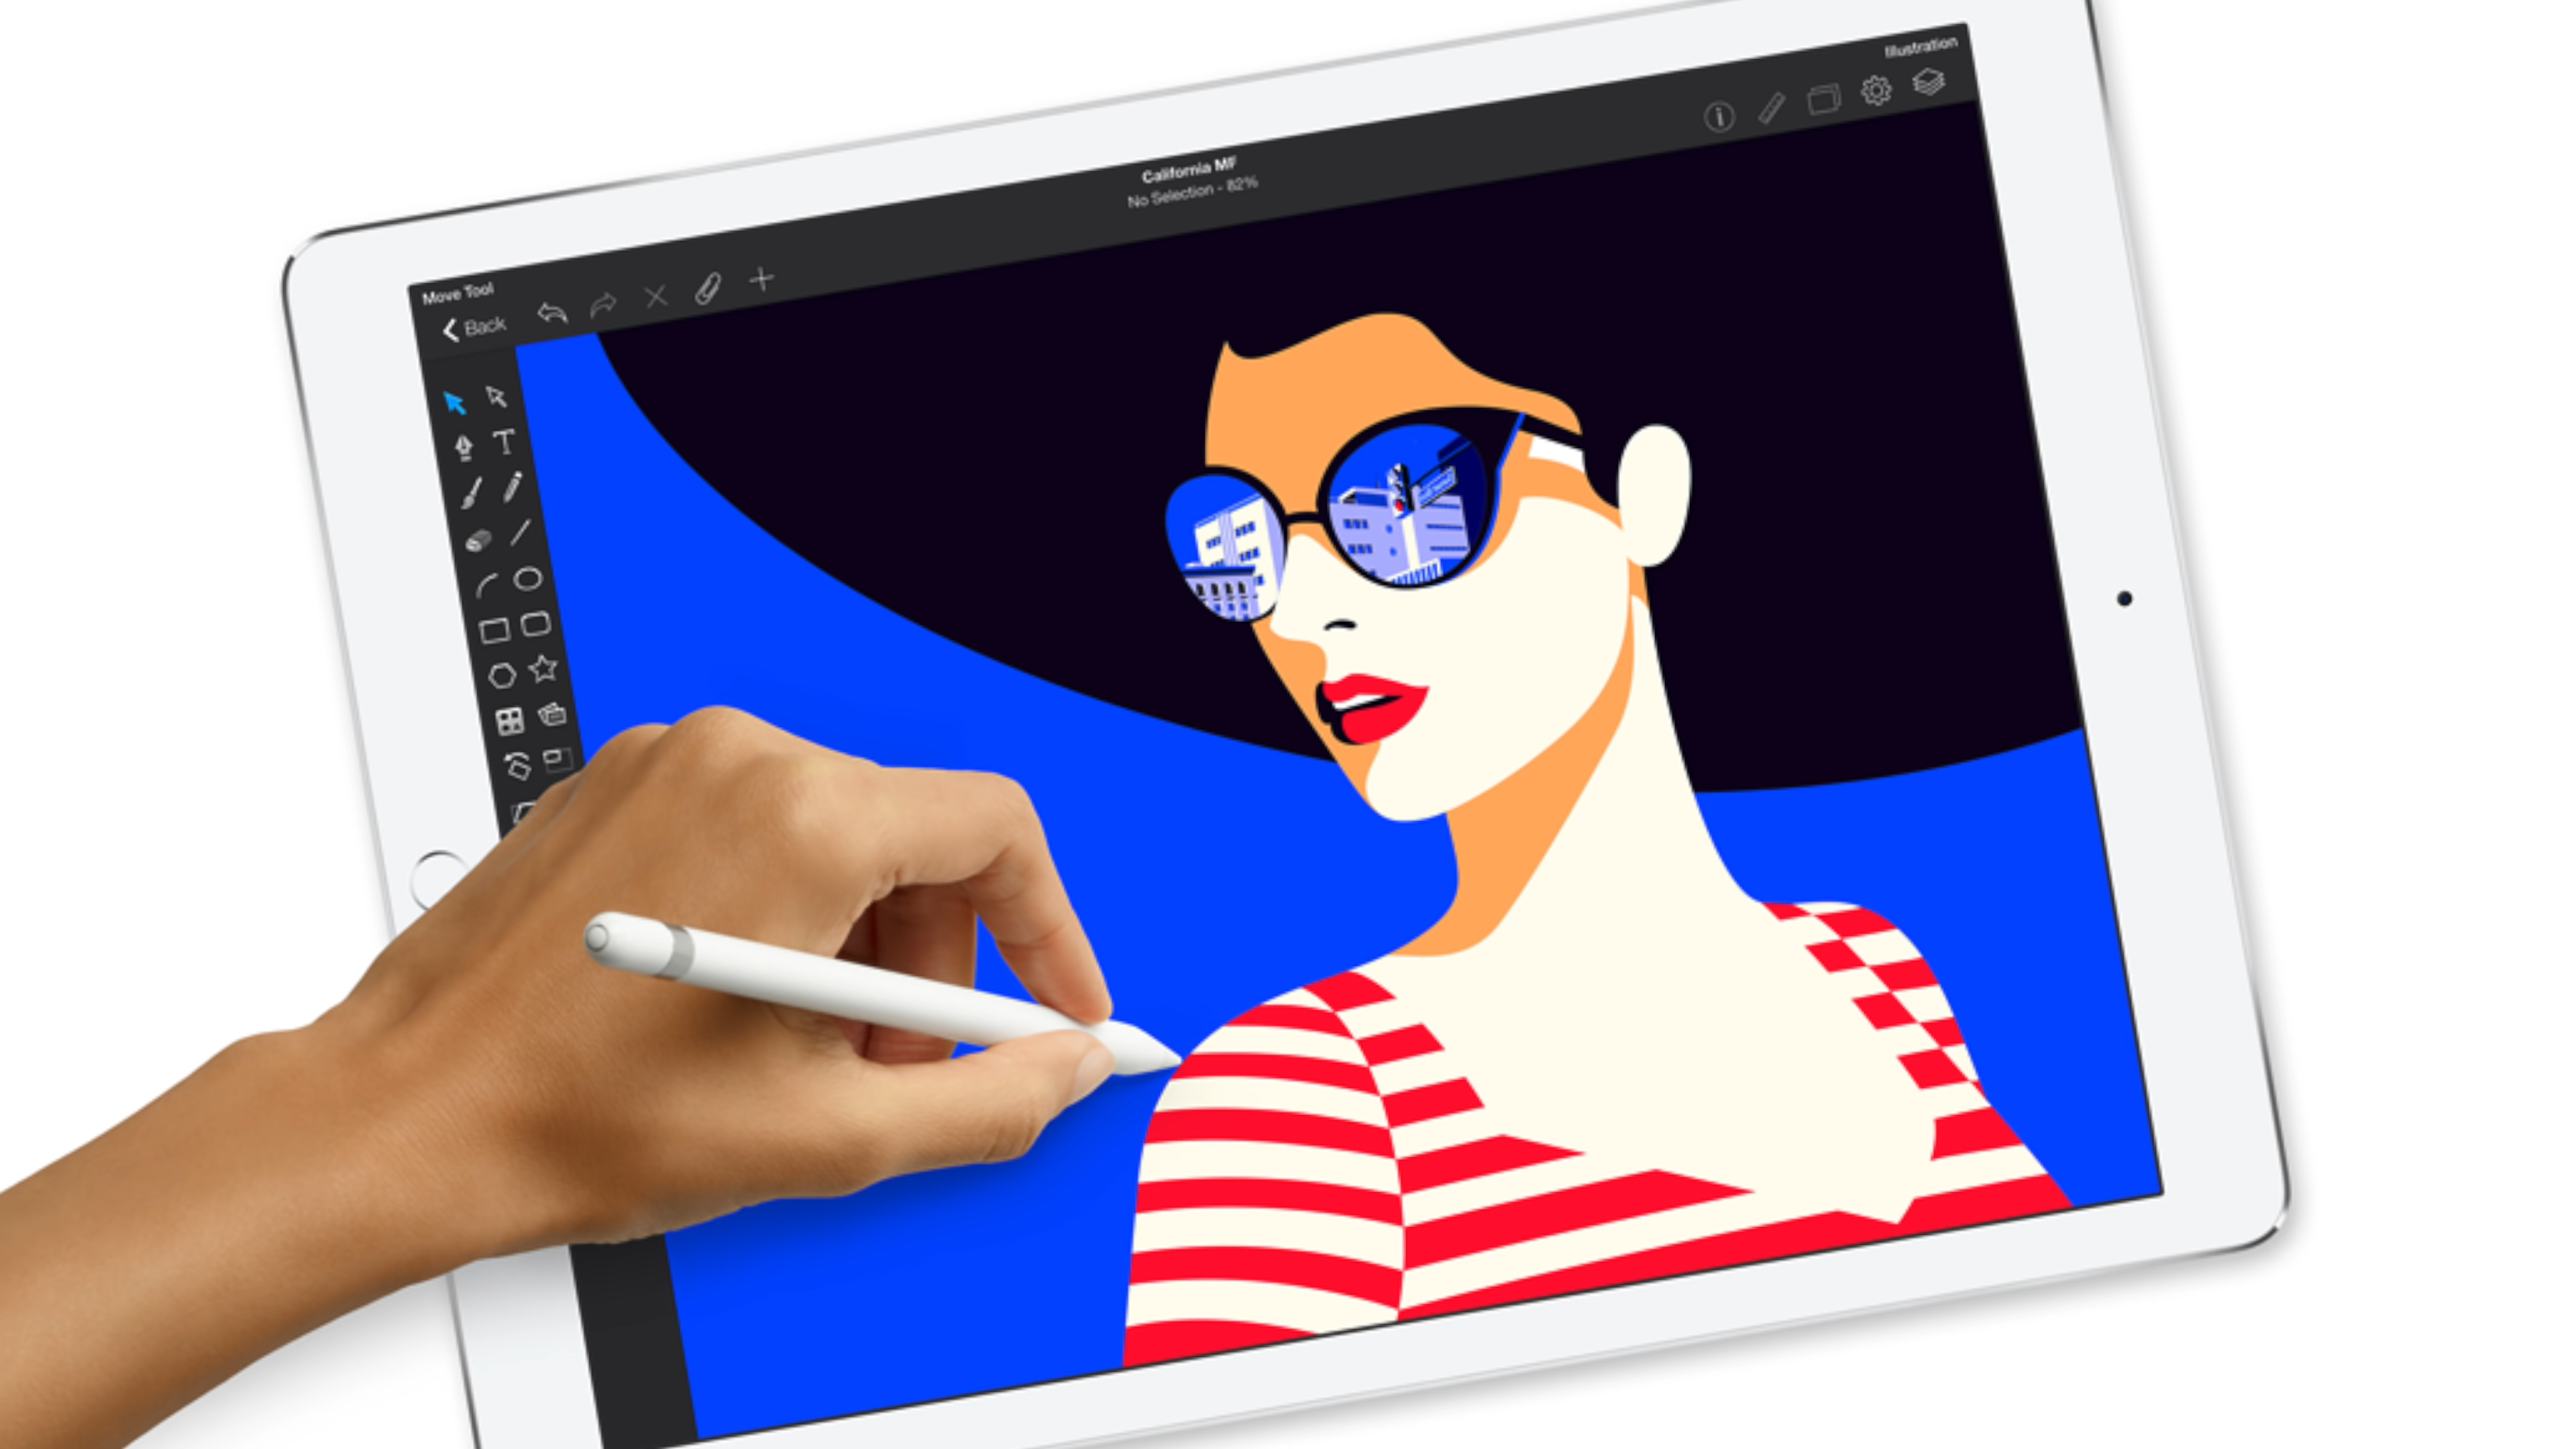 Illustration
California MF
No Selection - 82%
Move Tool
Back
T